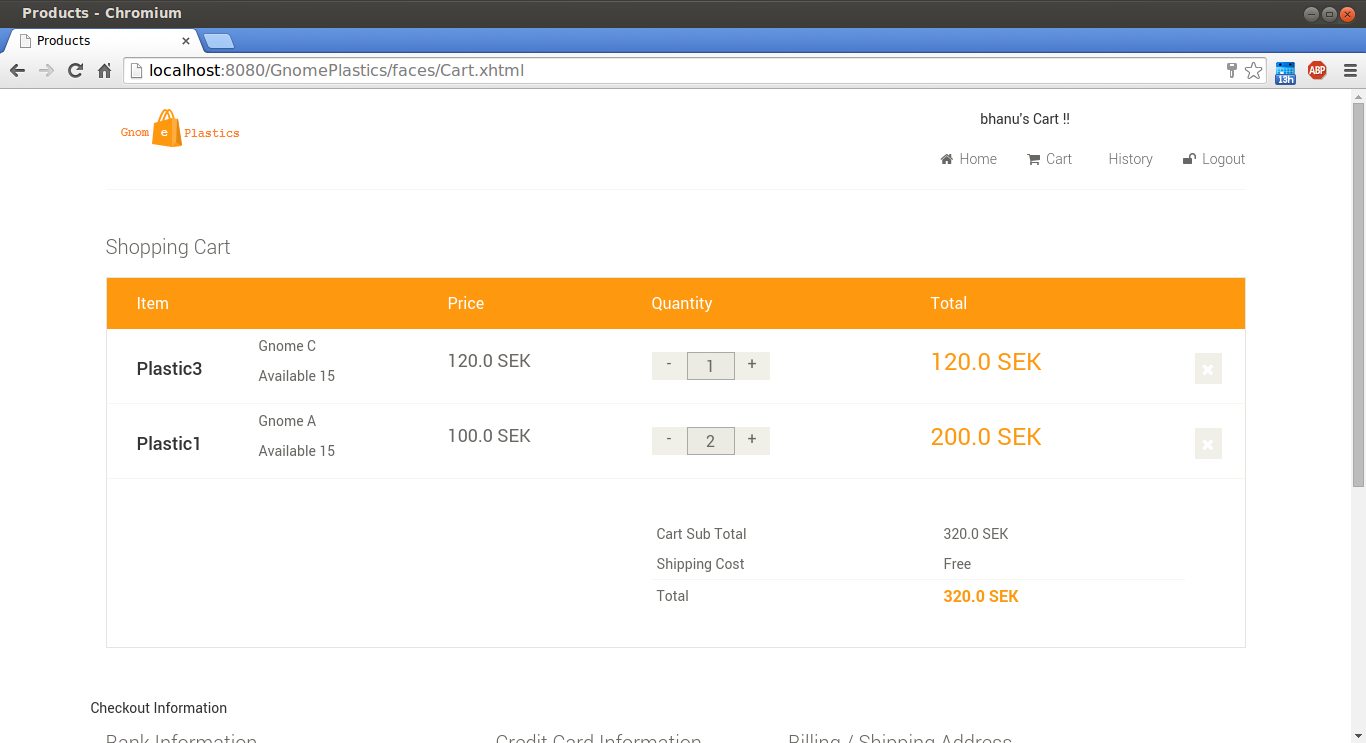 Products - Chromium
Products
localhost:8080/GnomePlastics/faces/Cart.xhtml
13h
ABP
Gnom e Plastics
bhanu's Cart !!
Home Cart History Logout
Shopping Cart
Item Price Quantity Total
Plastic3 Gnome C 120.0 SEK - 1 + 120.0 SEK
Available 15
Plastic1 Gnome A 100.0 SEK - 2 + 200.0 SEK
Available 15
Cart Sub Total 320.0 SEK
Shipping Cost Free
Total 320.0 SEK
Checkout Information
Bank Information Credit Card Information Billing / Shipping Address